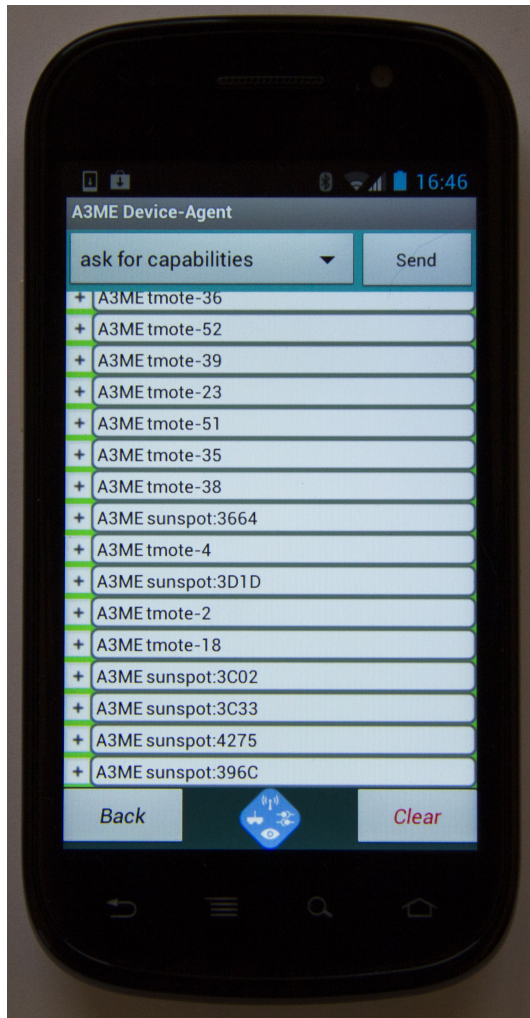 16:46
A3ME Device-Agent
ask for capabilities Send
A3ME tmote-36
A3ME tmote-52
A3ME tmote-39
A3ME tmote-23
A3ME tmote-51
A3ME tmote-35
A3ME tmote-38
A3ME sunspot:3664
A3ME tmote-4
A3ME sunspot:3D1D
A3ME tmote-2
A3ME tmote-18
A3ME sunspot:3C02
A3ME sunspot:3C33
A3ME sunspot:4275
A3ME sunspot:396C
Back Clear